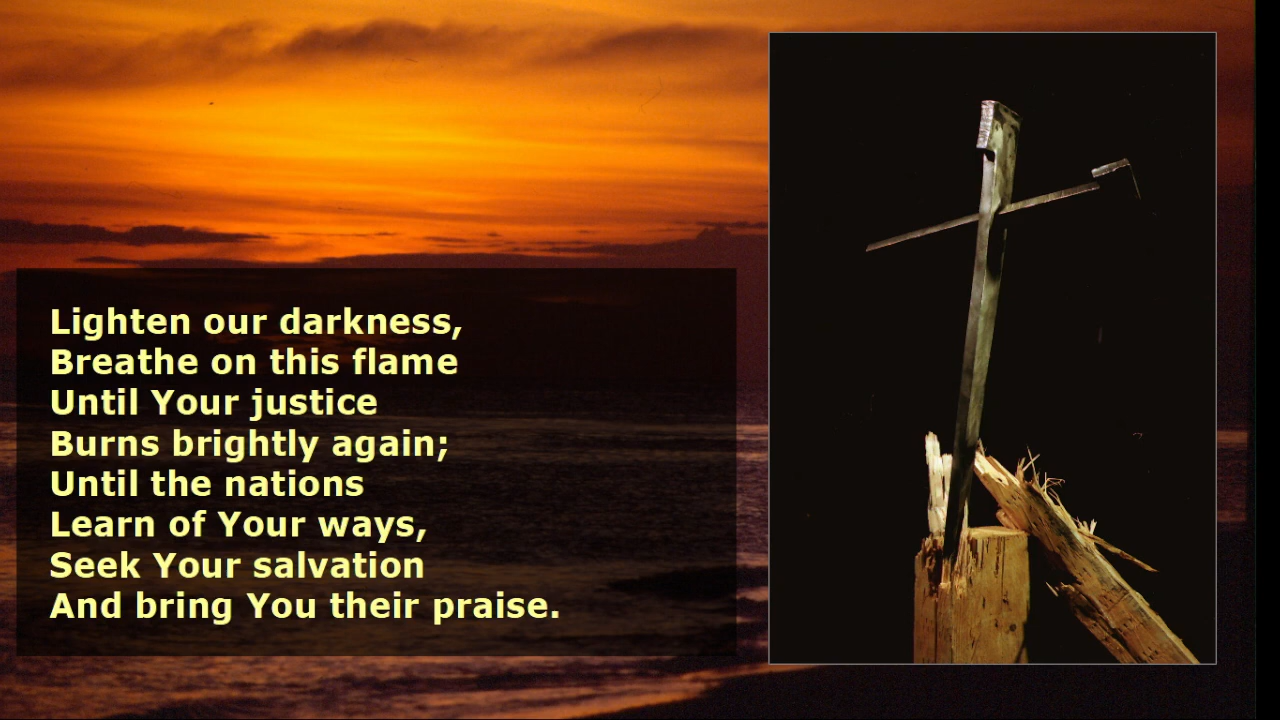 Lighten our darkness,
Breathe on this flame
Until Your justice
Burns brightly again;
Until the nations
Learn of Your ways,
Seek Your salvation
And bring You their praise.